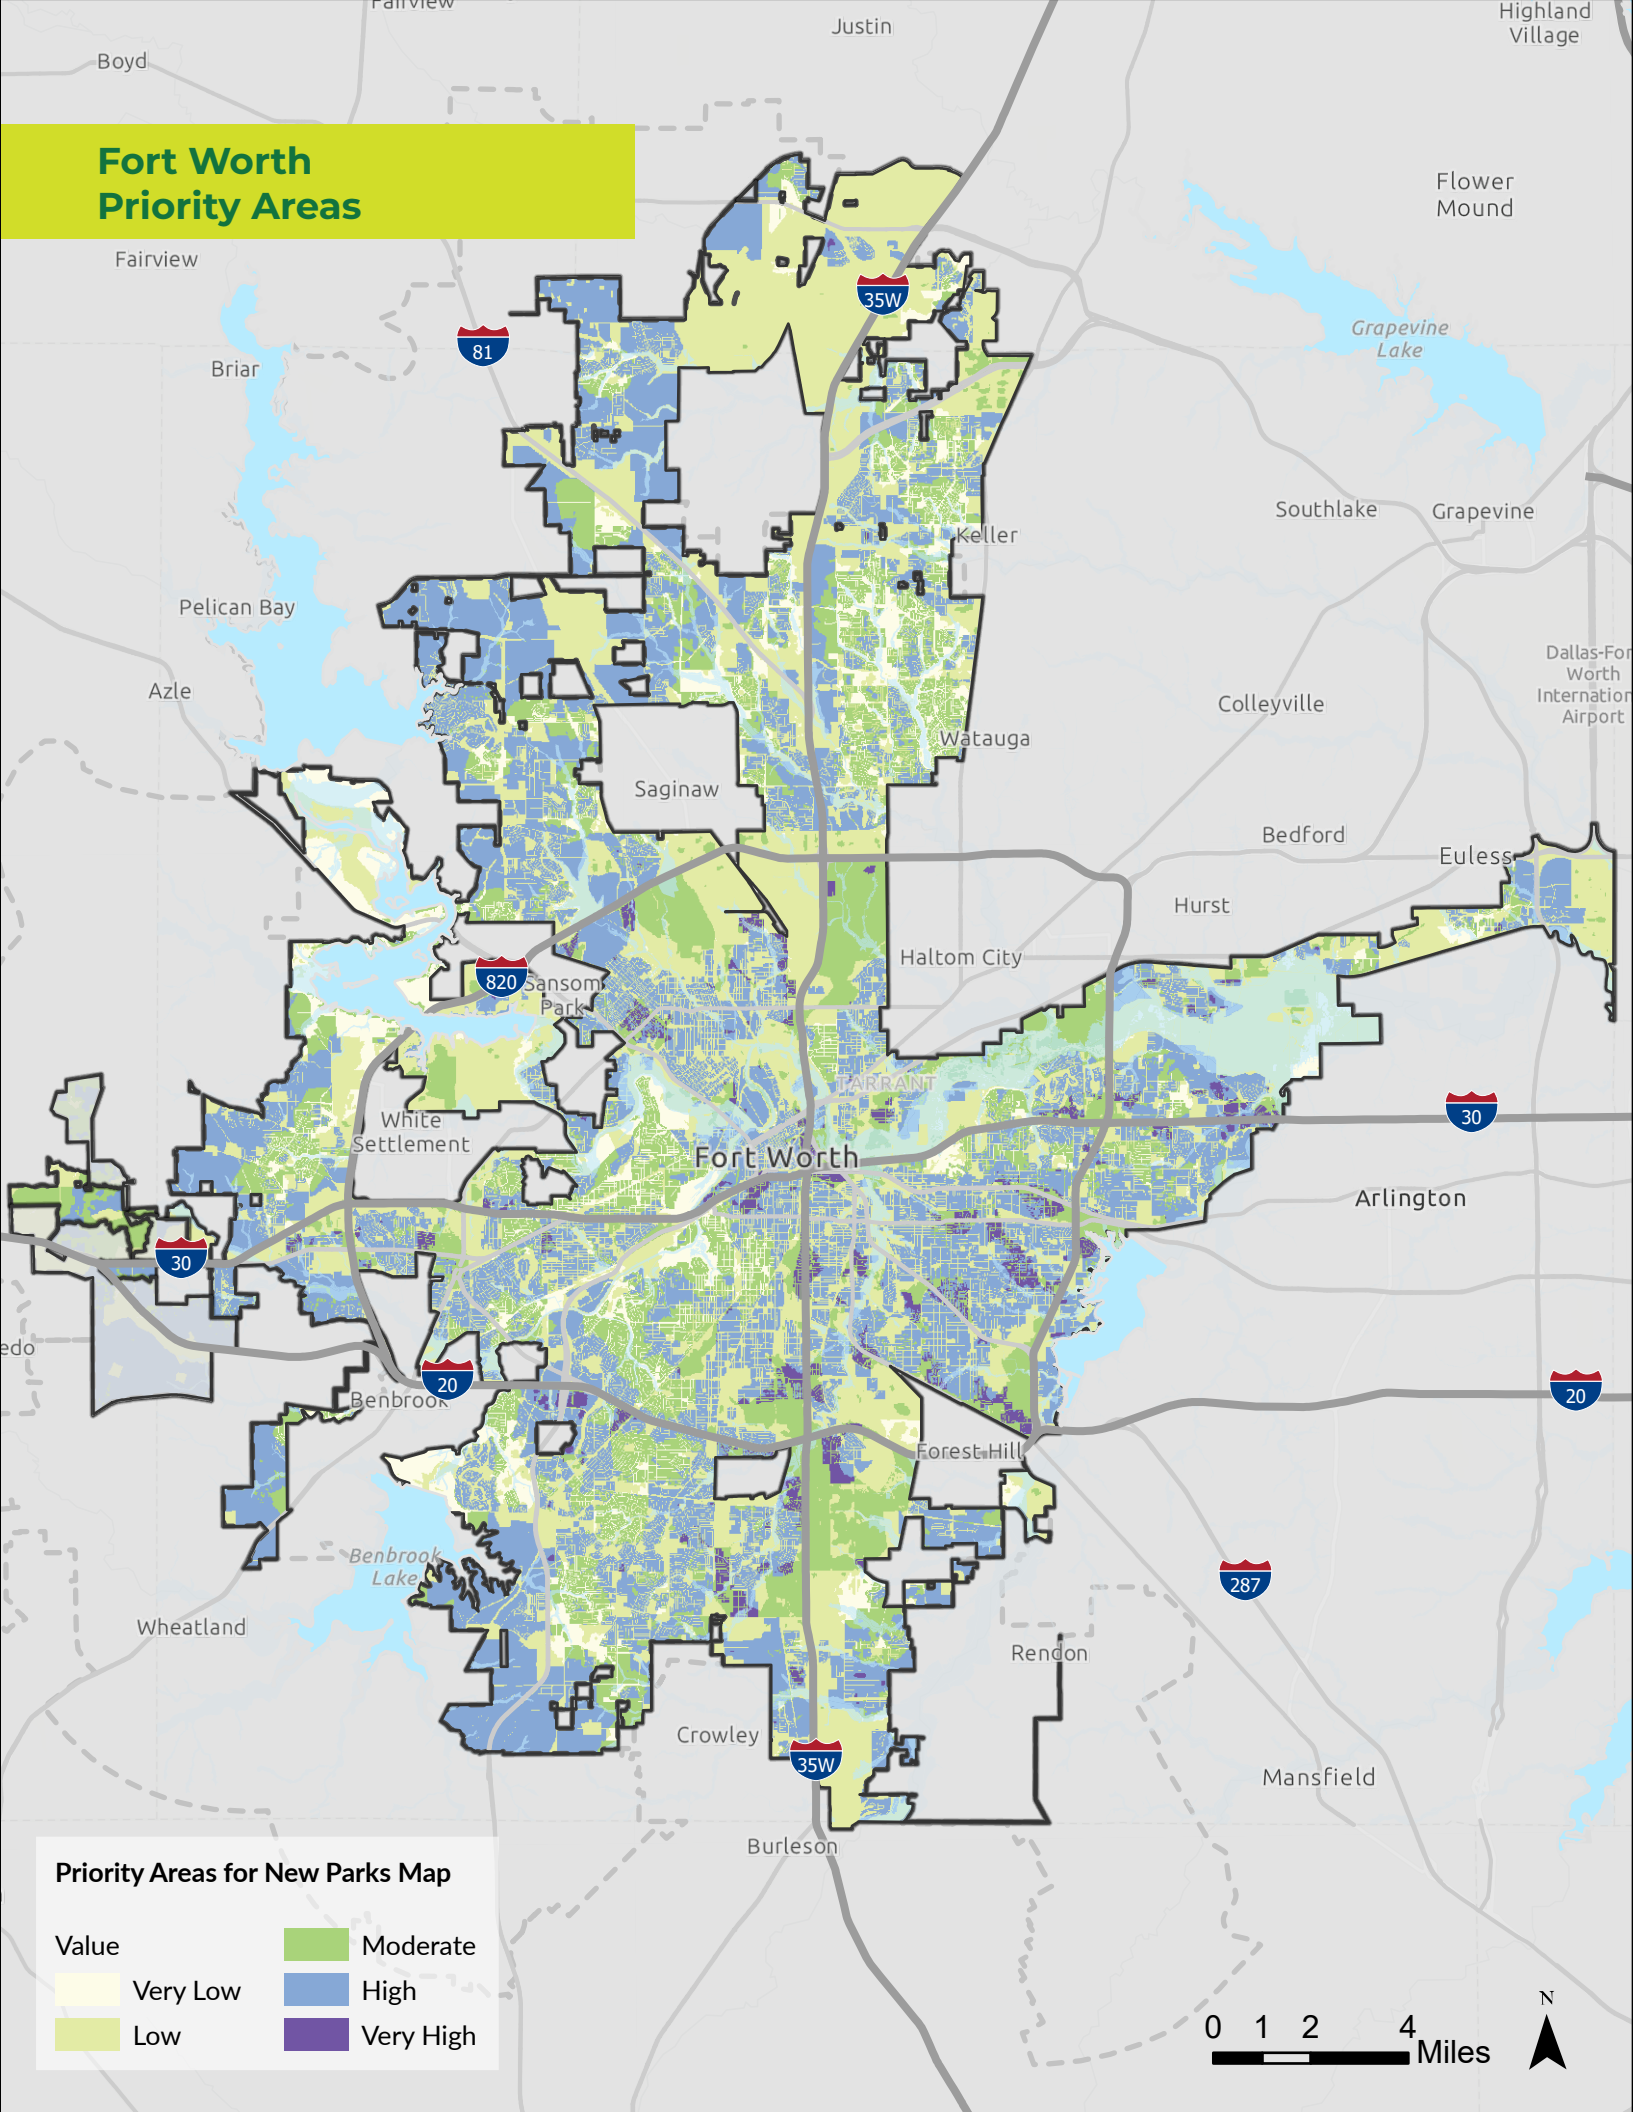 Fairview
Justin
Highland
Village
Boyd
Fort Worth
Priority Areas
Flower
Mound
Fairview
35W
81
Grapevine
Lake
Briar
Southlake
Grapevine
Keller
Pelican Bay
Dallas-For
Worth
Internation
Airport
Azle
Colleyville
Watauga
Saginaw
Bedford
Euless
Hurst
Haltom City
820
Sansom
Park
TARRANT
White
Settlement
30
Fort Worth
Arlington
30
edo
20
Benbrook
20
Forest Hill
Benbrook
Lake
287
Wheatland
Rendon
Crowley
35W
Mansfield
Burleson
Priority Areas for New Parks Map
Value
Very Low
Low
Moderate
High
Very High
0 1 2 4
Miles
N